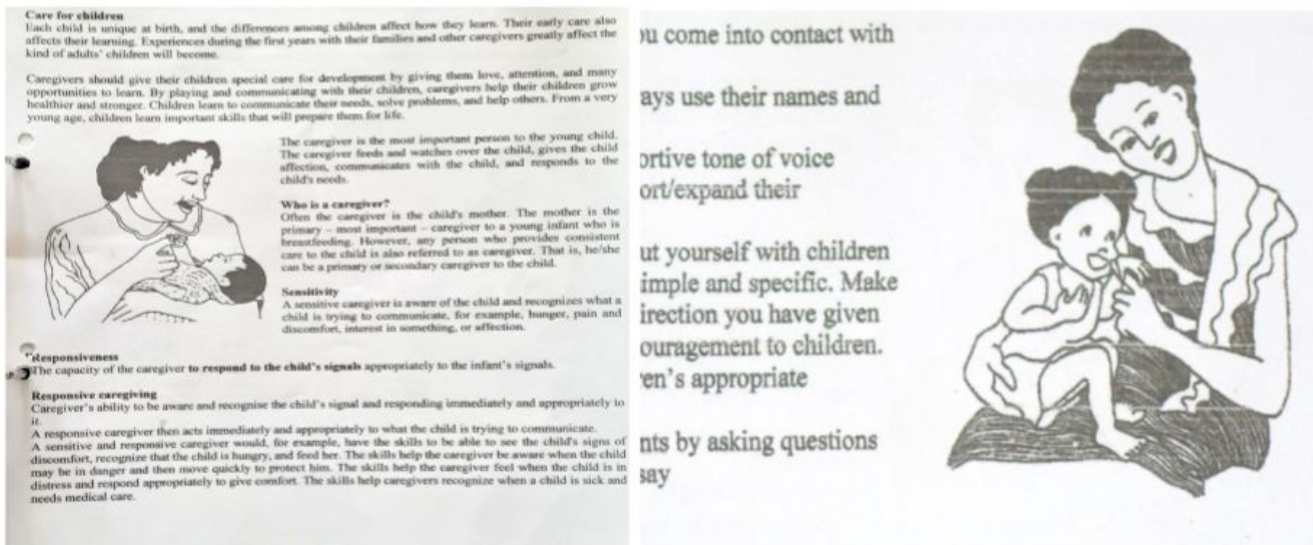 Care for children
Each child is unique at birth, and the differences among children affect how they learn. Their early care also
affects their learning. Experiences during the first years with their families and other caregivers greatly affect the
kind of adults' children will become.
Caregivers should give their children special care for development by giving them love, attention, and many
opportunities to learn. By playing and communicating with their children, caregivers help their children grow
healthier and stronger. Children learn to communicate their needs, solve problems, and help others. From a very
young age, children learn important skills that will prepare them for life.
The caregiver is the most important person to the young child.
The caregiver feeds and watches over the child, gives the child
affection, communicates with the child, and responds to the
child's needs.
Who is a caregiver?
Often the caregiver is the child's mother. The mother is the
primary – most important – caregiver to a young infant who is
breastfeeding. However, any person who provides consistent
care to the child is also referred to as caregiver. That is, he/she
can be a primary or secondary caregiver to the child.
Sensitivity
A sensitive caregiver is aware of the child and recognizes what a
child is trying to communicate, for example, hunger, pain and
discomfort, interest in something, or affection.
Responsiveness
The capacity of the caregiver to respond to the child's signals appropriately to the infant's signals.
Responsive caregiving
Caregiver's ability to be aware and recognise the child's signal and responding immediately and appropriately to
it.
A responsive caregiver then acts immediately and appropriately to what the child is trying to communicate.
A sensitive and responsive caregiver would, for example, have the skills to be able to see the child's signs of
discomfort, recognize that the child is hungry, and feed her. The skills help the caregiver be aware when the child
may be in danger and then move quickly to protect him. The skills help the caregiver feel when the child is in
distress and respond appropriately to give comfort. The skills help caregivers recognize when a child is sick and
needs medical care.
ou come into contact with
ays use their names and
ortive tone of voice
ort/expand their
ut yourself with children
imple and specific. Make
irection you have given
ouragement to children.
en's appropriate
nts by asking questions
say